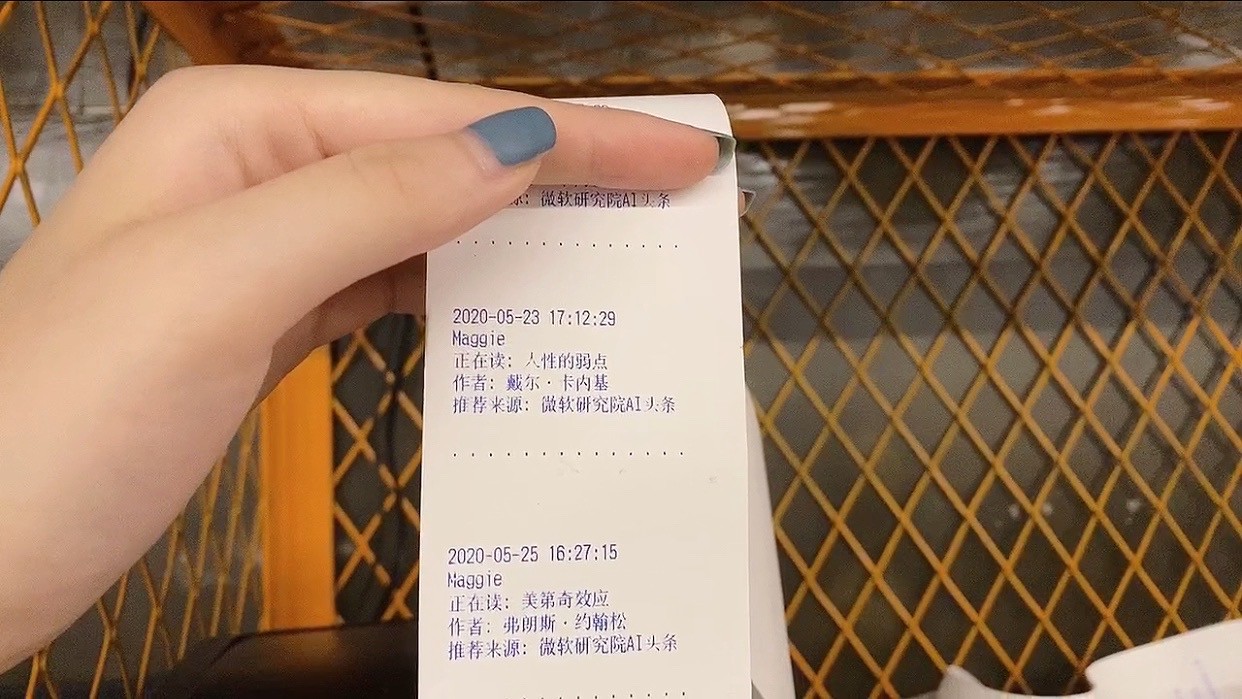 源: 微软研究院AI头条
. . . . . . . . . . . . . .
2020-05-23 17:12:29
Maggie
正在读: 人性的弱点
作者: 戴尔·卡内基
推荐来源: 微软研究院AI头条
. . . . . . . . . . . . . .
2020-05-25 16:27:15
Maggie
正在读: 美第奇效应
作者: 弗朗斯·约翰松
推荐来源: 微软研究院AI头条
. . . . . . . . . .